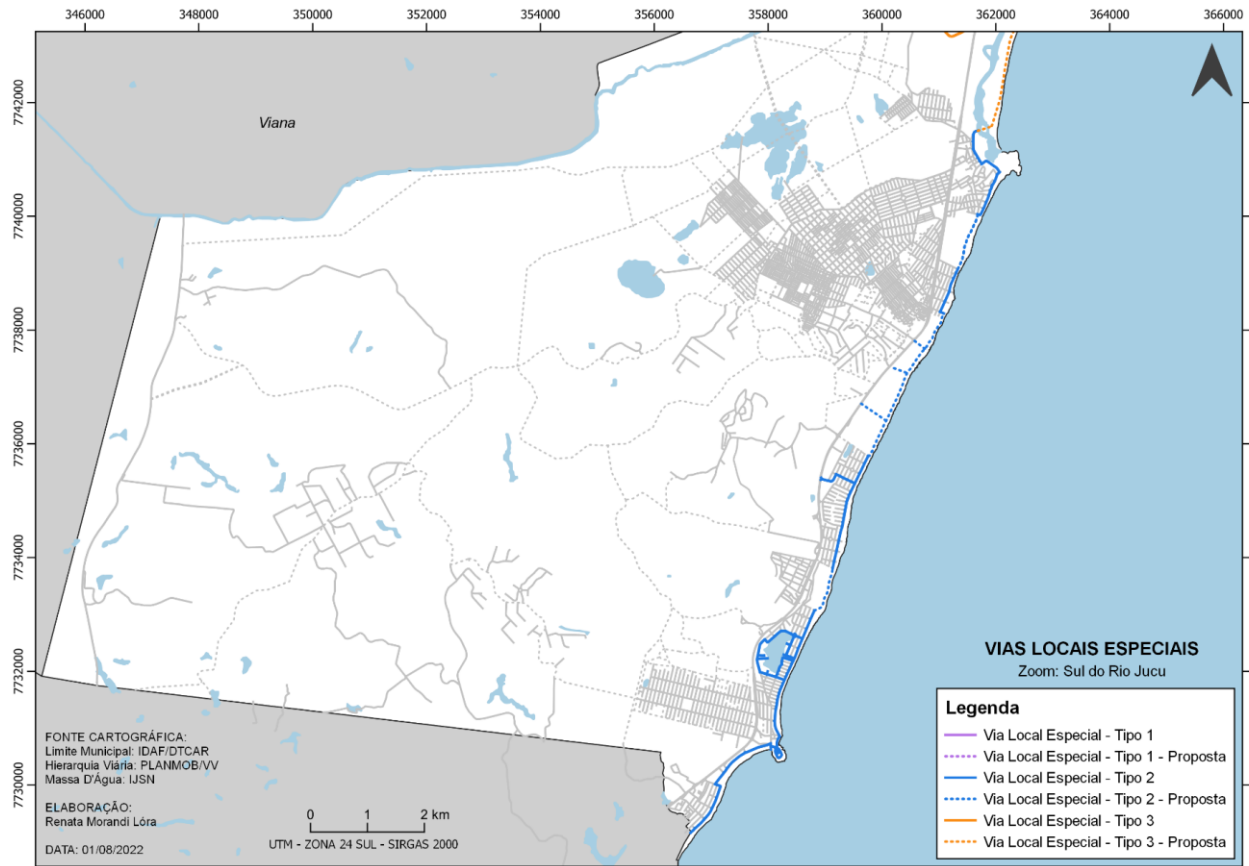 346000 348000 350000 352000 354000 356000 358000 360000 362000 364000 366000
7742000
7740000
7738000
7736000
7734000
7732000
7730000
Viana
VIAS LOCAIS ESPECIAIS
Zoom: Sul do Rio Jucu
Legenda
Via Local Especial - Tipo 1
Via Local Especial - Tipo 1 - Proposta
Via Local Especial - Tipo 2
Via Local Especial - Tipo 2 - Proposta
Via Local Especial - Tipo 3
Via Local Especial - Tipo 3 - Proposta
FONTE CARTOGRÁFICA:
Limite Municipal: IDAF/DTCAR
Hierarquia Viária: PLANMOB/VV
Massa D'Água: IJSN
ELABORAÇÃO:
Renata Morandi Lóra
DATA: 01/08/2022
0 1 2 km
UTM - ZONA 24 SUL - SIRGAS 2000